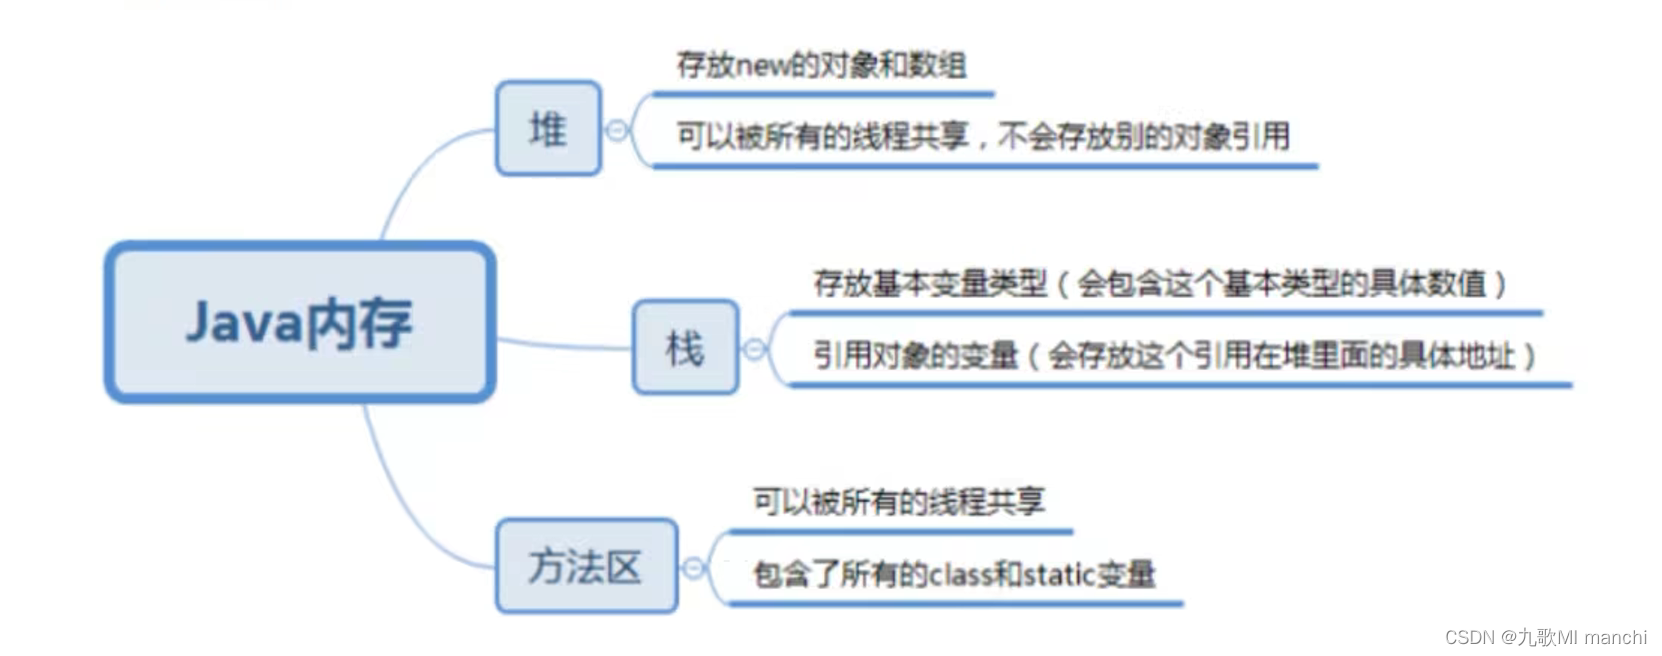 存放new的对象和数组
堆
可以被所有的线程共享，不会存放别的对象引用
Java内存
存放基本变量类型（会包含这个基本类型的具体数值）
栈
引用对象的变量（会存放这个引用在堆里面的具体地址）
可以被所有的线程共享
方法区
包含了所有的class和static变量
CSDN @九歌MI manchi